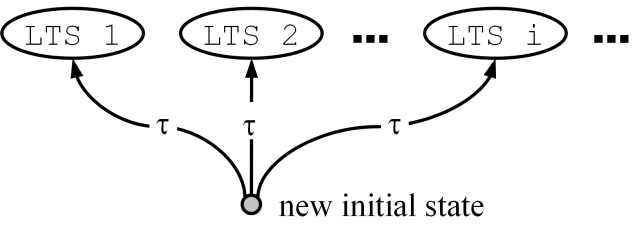 LTS 1 LTS 2 ... LTS i ...
τ τ τ
new initial state